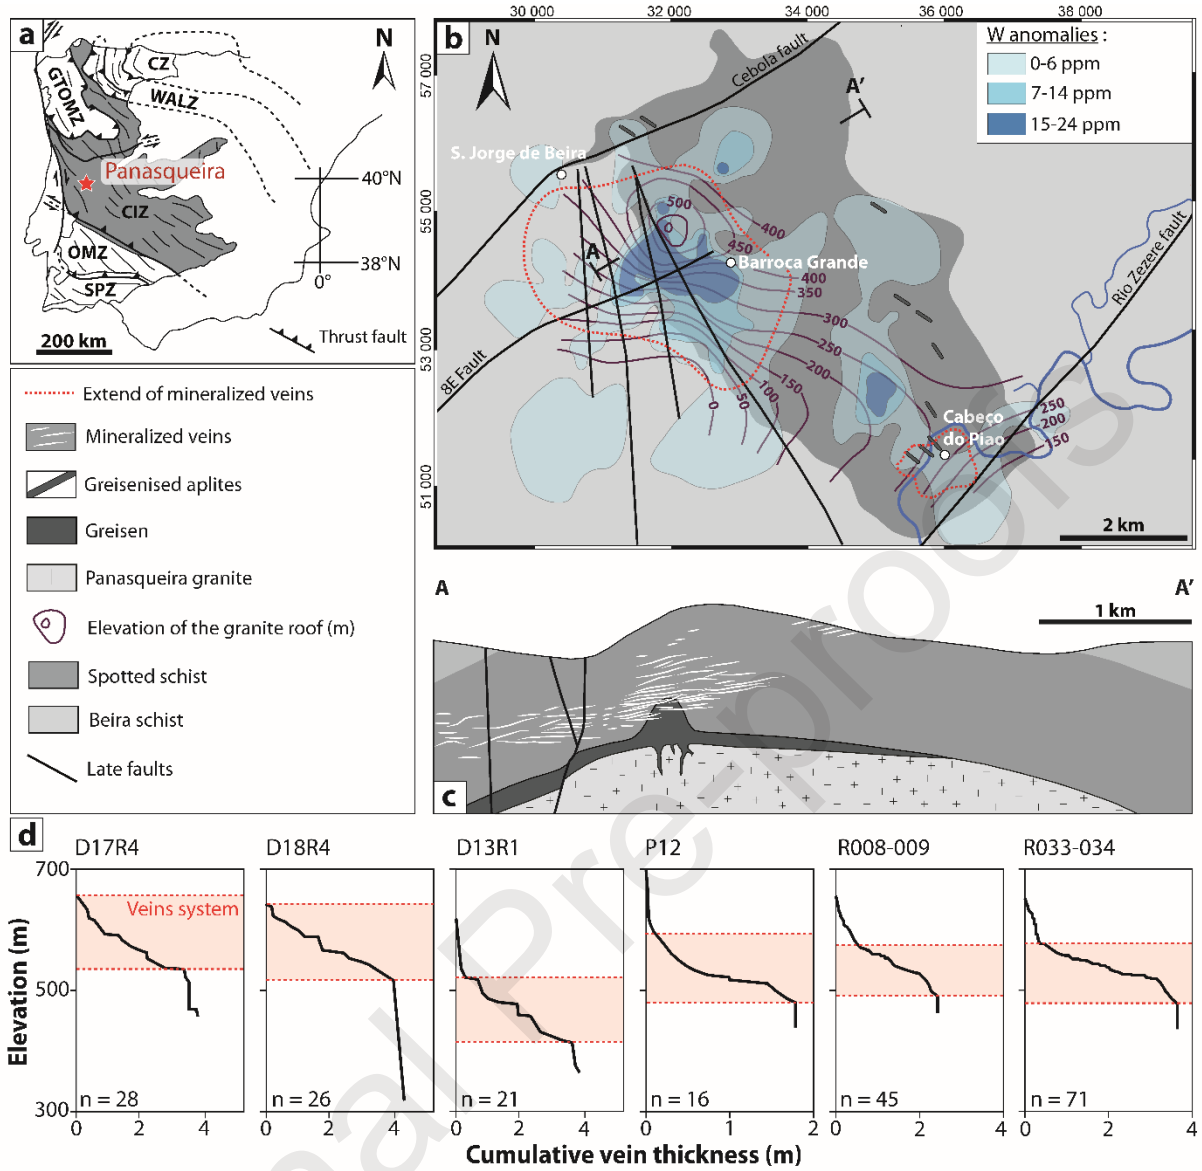 a
N
CZ
GTOMZ
WALZ
Panasqueira
40°N
CIZ
OMZ
38°N
SPZ
0°
200 km
Thrust fault
Extend of mineralized veins
Mineralized veins
Greisenised aplites
Greisen
Panasqueira granite
Elevation of the granite roof (m)
Spotted schist
Beira schist
Late faults
30 000 32 000 34 000 36 000 38 000
57 000
55 000
53 000
51 000
b
N
Cebola fault
A'
W anomalies :
0-6 ppm
7-14 ppm
15-24 ppm
S. Jorge de Beira
500
400
450
A
Barroca Grande
400
350
300
250
200
150
100
50
0
8E Fault
Rio Zezere fault
Cabeço
do Piao
250
200
150
2 km
A
A'
1 km
c
d
D17R4 D18R4 D13R1 P12 R008-009 R033-034
700
500
300
Elevation (m)
Veins system
n = 28 n = 26 n = 21 n = 16 n = 45 n = 71
0 2 4 0 2 4 0 2 4 0 1 2 0 2 4 0 2 4
Cumulative vein thickness (m)
nal Pre-proofs